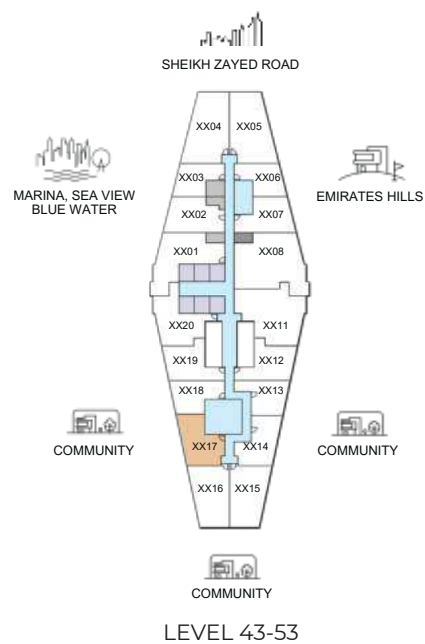 SHEIKH ZAYED ROAD
XX04 XX05
MARINA, SEA VIEW
BLUE WATER
XX03 XX06
EMIRATES HILLS
XX02 XX07
XX01 XX08
XX20 XX11
XX19 XX12
XX18 XX13
COMMUNITY
XX17 XX14
COMMUNITY
XX16 XX15
COMMUNITY
LEVEL 43-53